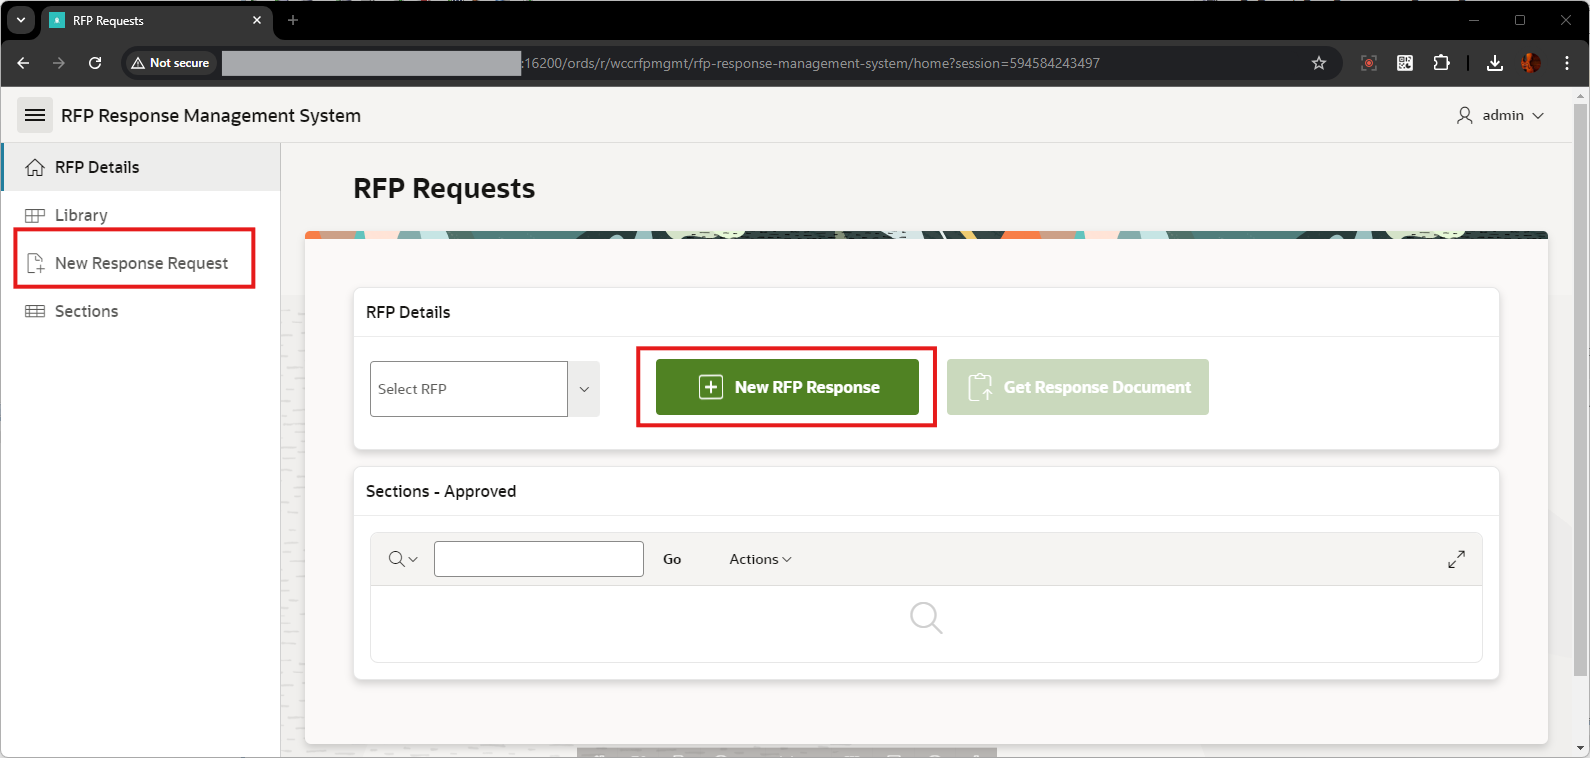 RFP Requests
Not secure
:16200/ords/r/wccrfpmgmt/rfp-response-management-system/home?session=594584243497
RFP Response Management System
admin
RFP Details
Library
New Response Request
Sections
RFP Requests
RFP Details
Select RFP
New RFP Response
Get Response Document
Sections - Approved
Go
Actions